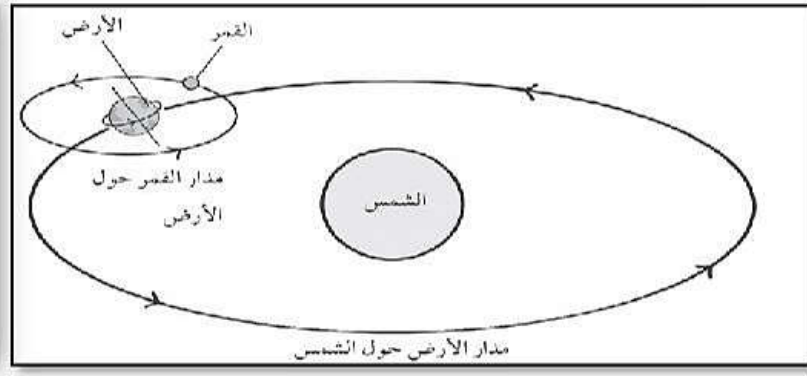 الأرض
القمر
مدار القمر حول
الأرض
الشمس
مدار الأرض حول الشمس